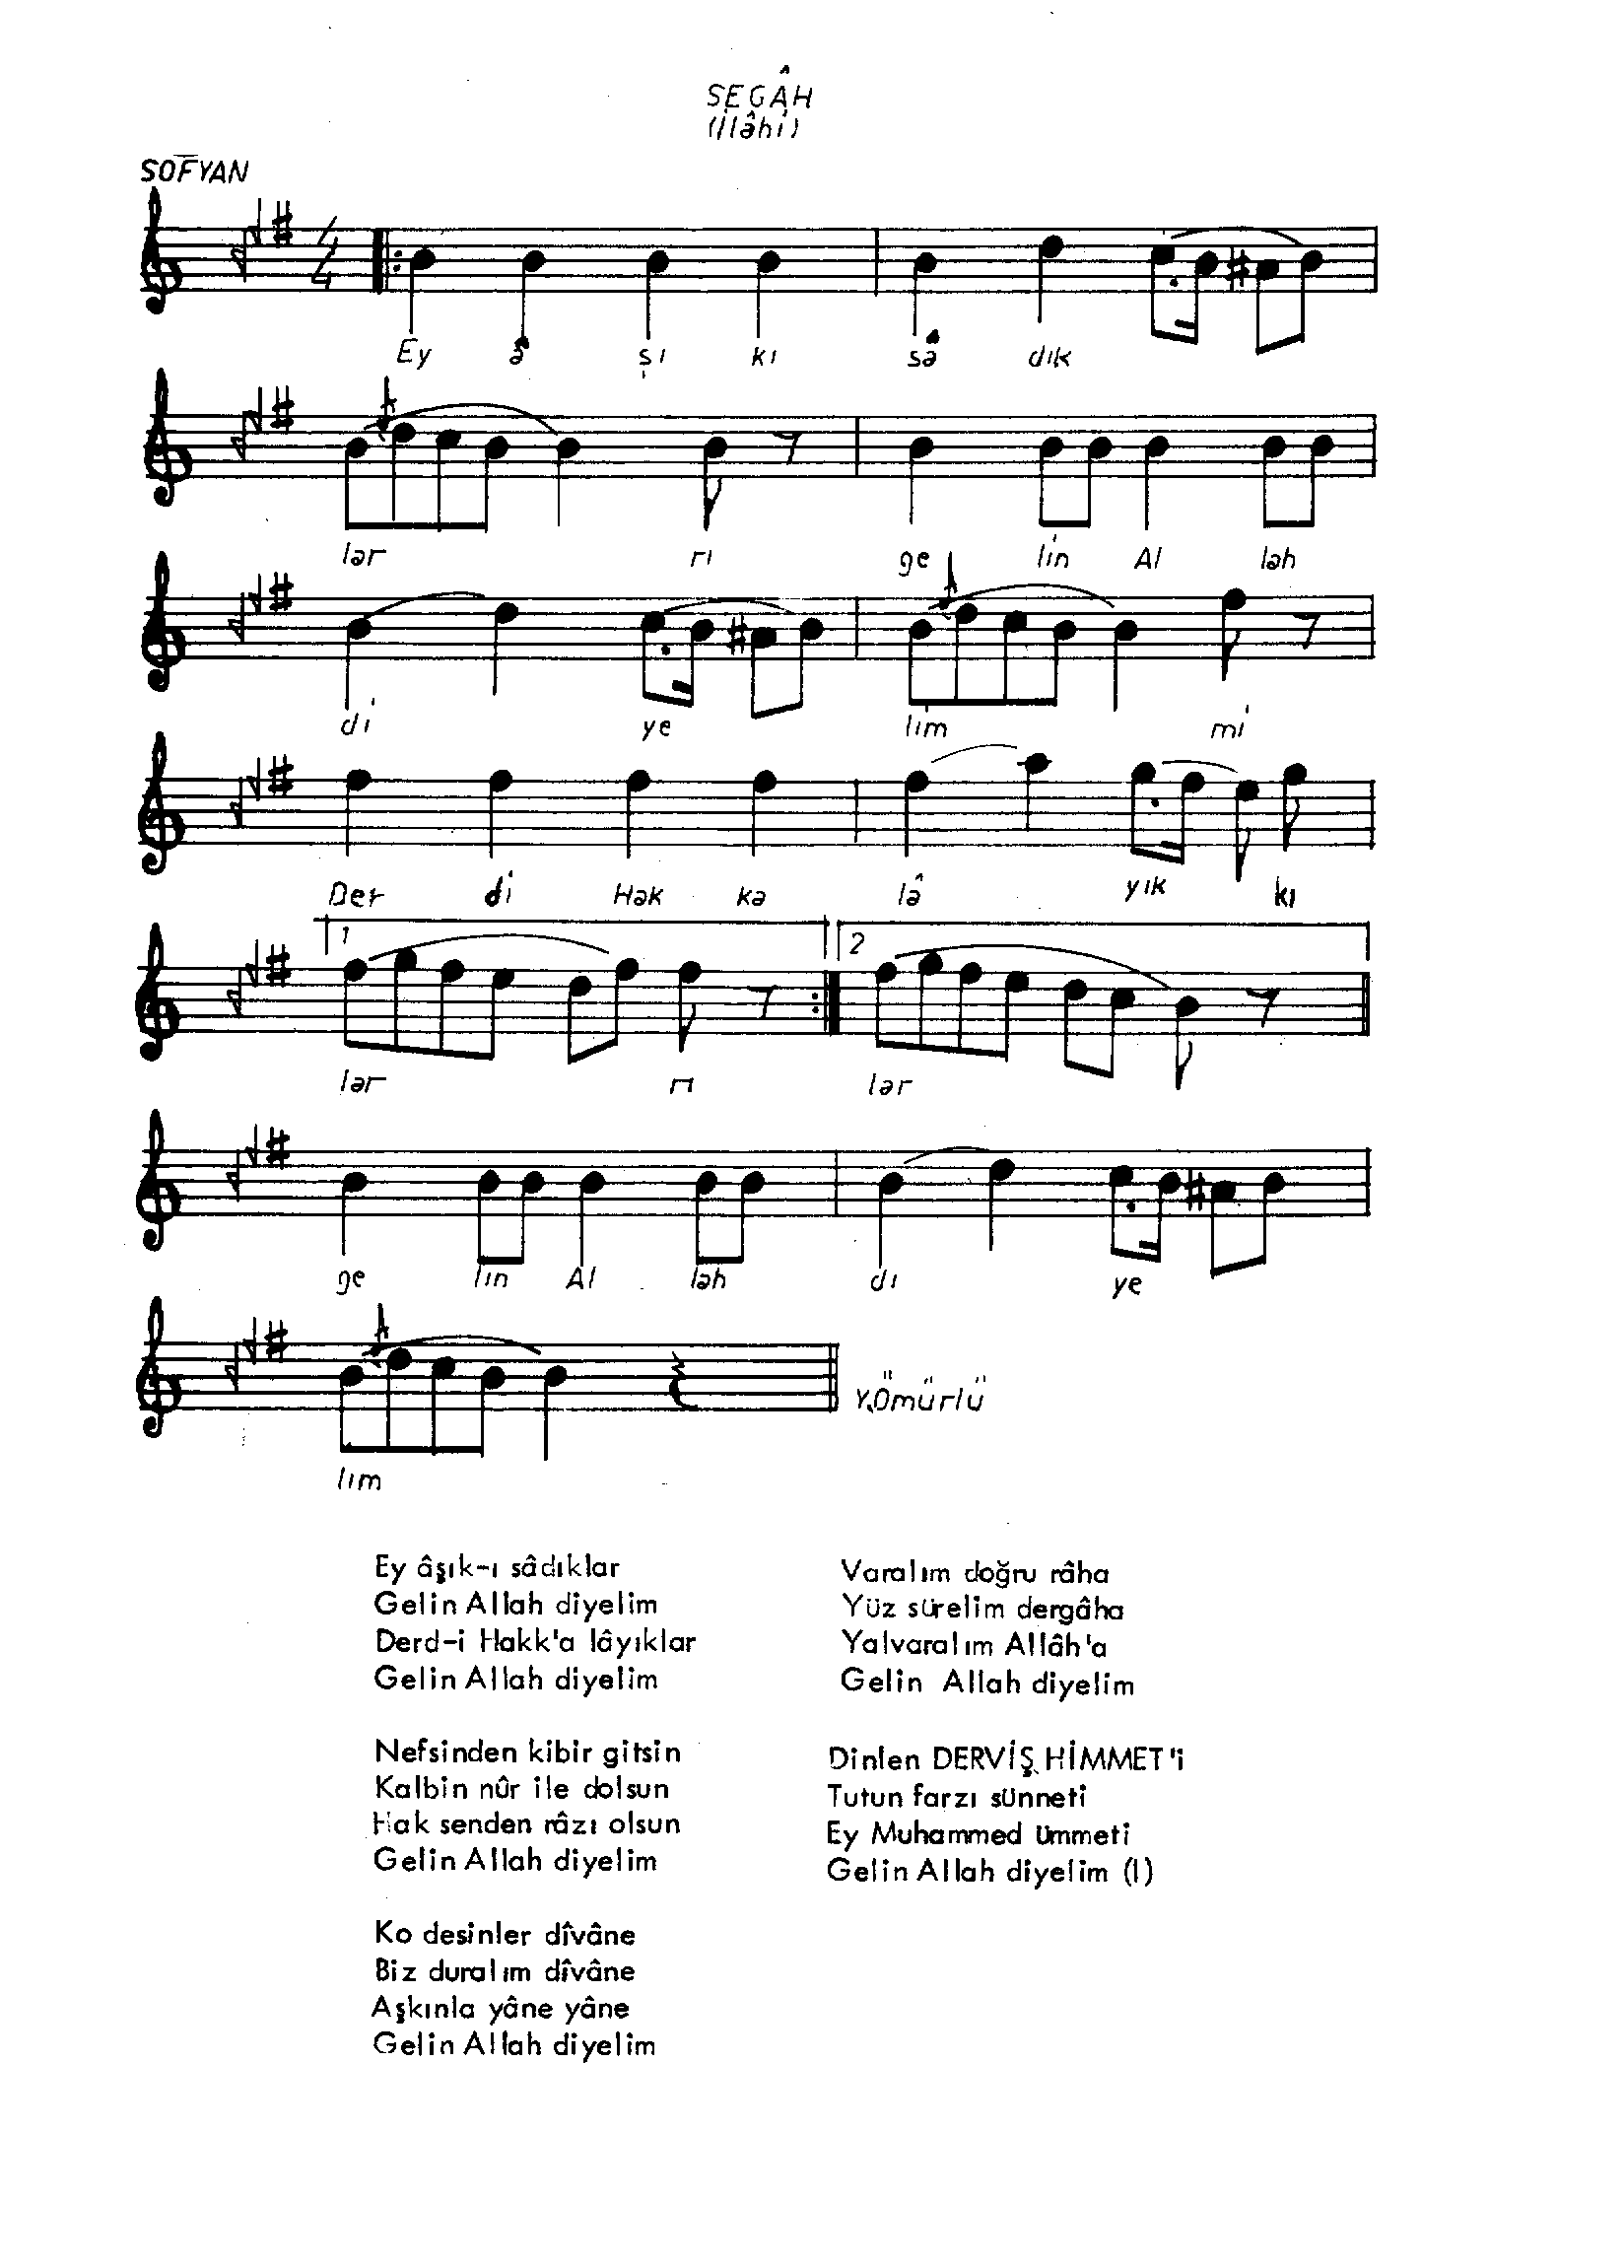 SEGÂH
(İlâhi)
SOFYAN
4
4
Ey â şı kı sâ dık
lar rı ge lin Al lah
di ye lim mi
Der di Hak ka lâ yık kı
1 2
lar rı lar
ge lin Al lah di ye
lim
Y.Ömürlü
Ey âşık-ı sâdıklar
Gelin Allah diyelim
Derd-i Hakk'a lâyıklar
Gelin Allah diyelim
Nefsinden kibir gitsin
Kalbin nûr ile dolsun
Hak senden râzı olsun
Gelin Allah diyelim
Ko desinler dîvâne
Biz duralım dîvâne
Aşkınla yâne yâne
Gelin Allah diyelim
Varalım doğru râha
Yüz sürelim dergâha
Yalvaralım Allâh'a
Gelin Allah diyelim
Dinlen DERVİŞ HİMMET'i
Tutun farzı sünneti
Ey Muhammed ümmeti
Gelin Allah diyelim (I)